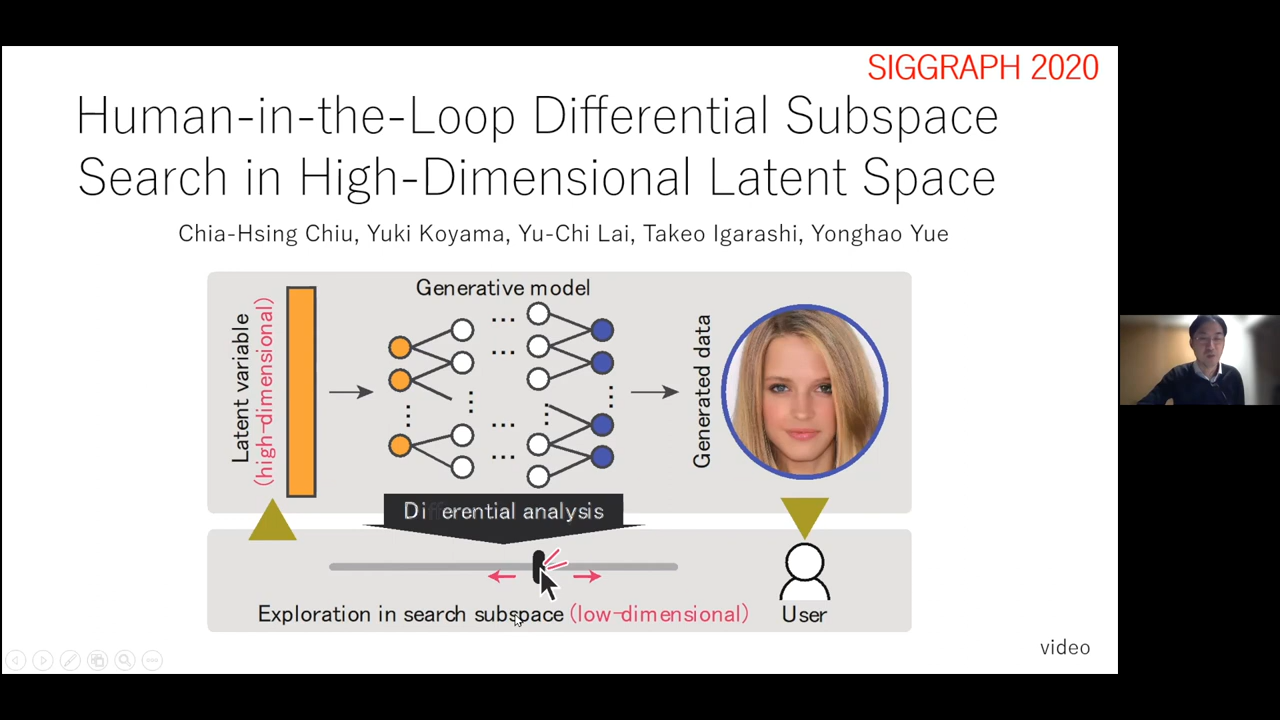 SIGGRAPH 2020
Human-in-the-Loop Differential Subspace
Search in High-Dimensional Latent Space
Chia-Hsing Chiu, Yuki Koyama, Yu-Chi Lai, Takeo Igarashi, Yonghao Yue
Latent variable
(high-dimensional)
Generative model
Generated data
Differential analysis
Exploration in search subspace (low-dimensional)
User
video